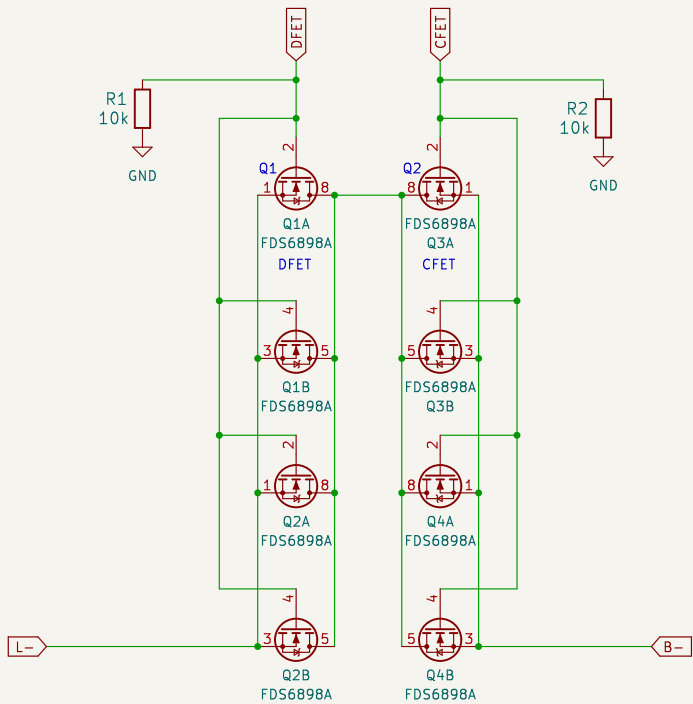 DFET
CFET
R1
10k
GND
R2
10k
GND
2
2
Q1
Q2
1
8
8
1
Q1A
FDS6898A
DFET
FDS6898A
Q3A
CFET
4
4
3
5
5
3
Q1B
FDS6898A
FDS6898A
Q3B
2
2
1
8
8
1
Q2A
FDS6898A
Q4A
FDS6898A
4
4
L-
3
5
5
3
B-
Q2B
FDS6898A
Q4B
FDS6898A